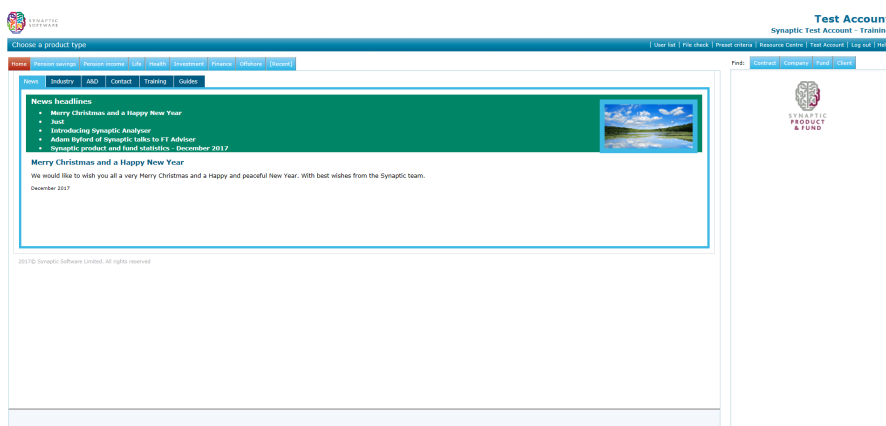 SYNAPTIC
SOFTWARE
Test Accoun
Synaptic Test Account - Trainin
Choose a product type
| User list | File check | Preset criteria | Resource Centre | Test Account | Log out | Hel
Home Pension savings Pension income Life Health Investment Finance Offshore [Recent]
Find: Contract Company Fund Client
News Industry A&D Contact Training Guides
News headlines
• Merry Christmas and a Happy New Year
• Just
• Introducing Synaptic Analyser
• Adam Byford of Synaptic talks to FT Adviser
• Synaptic product and fund statistics - December 2017
SYNAPTIC
PRODUCT
& FUND
Merry Christmas and a Happy New Year
We would like to wish you all a very Merry Christmas and a Happy and peaceful New Year. With best wishes from the Synaptic team.
December 2017
2017© Synaptic Software Limited. All rights reserved